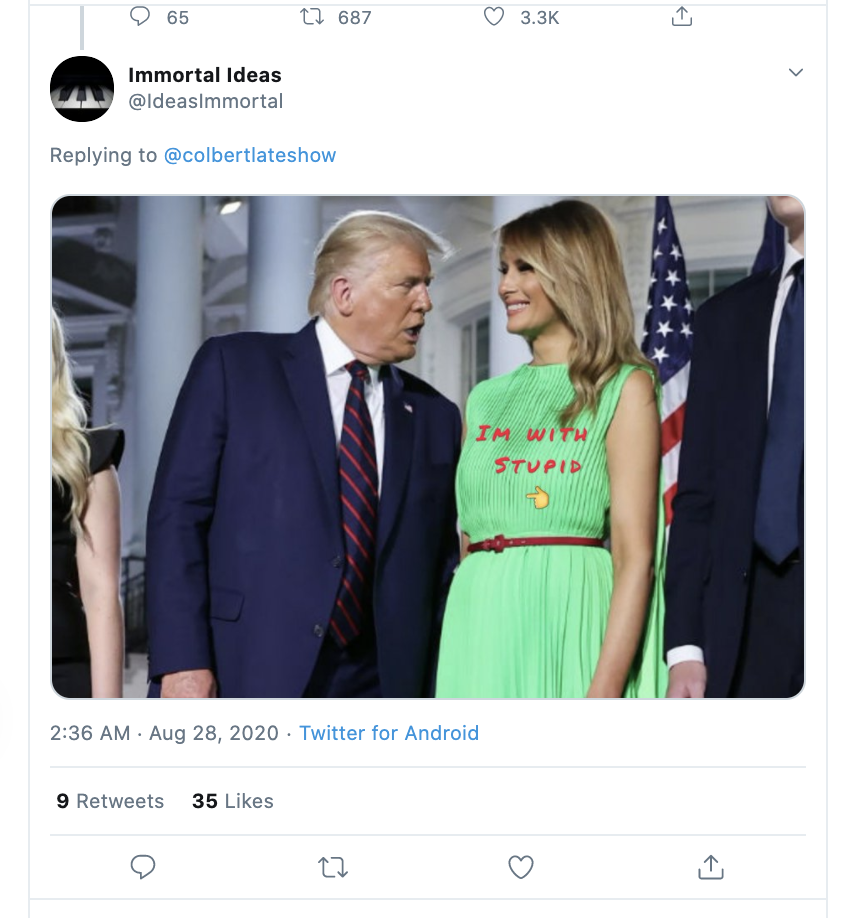 65 687 3.3K
Immortal Ideas
@IdeasImmortal
Replying to @colbertlateshow
IM WITH
STUPID
2:36 AM · Aug 28, 2020 · Twitter for Android
9 Retweets 35 Likes